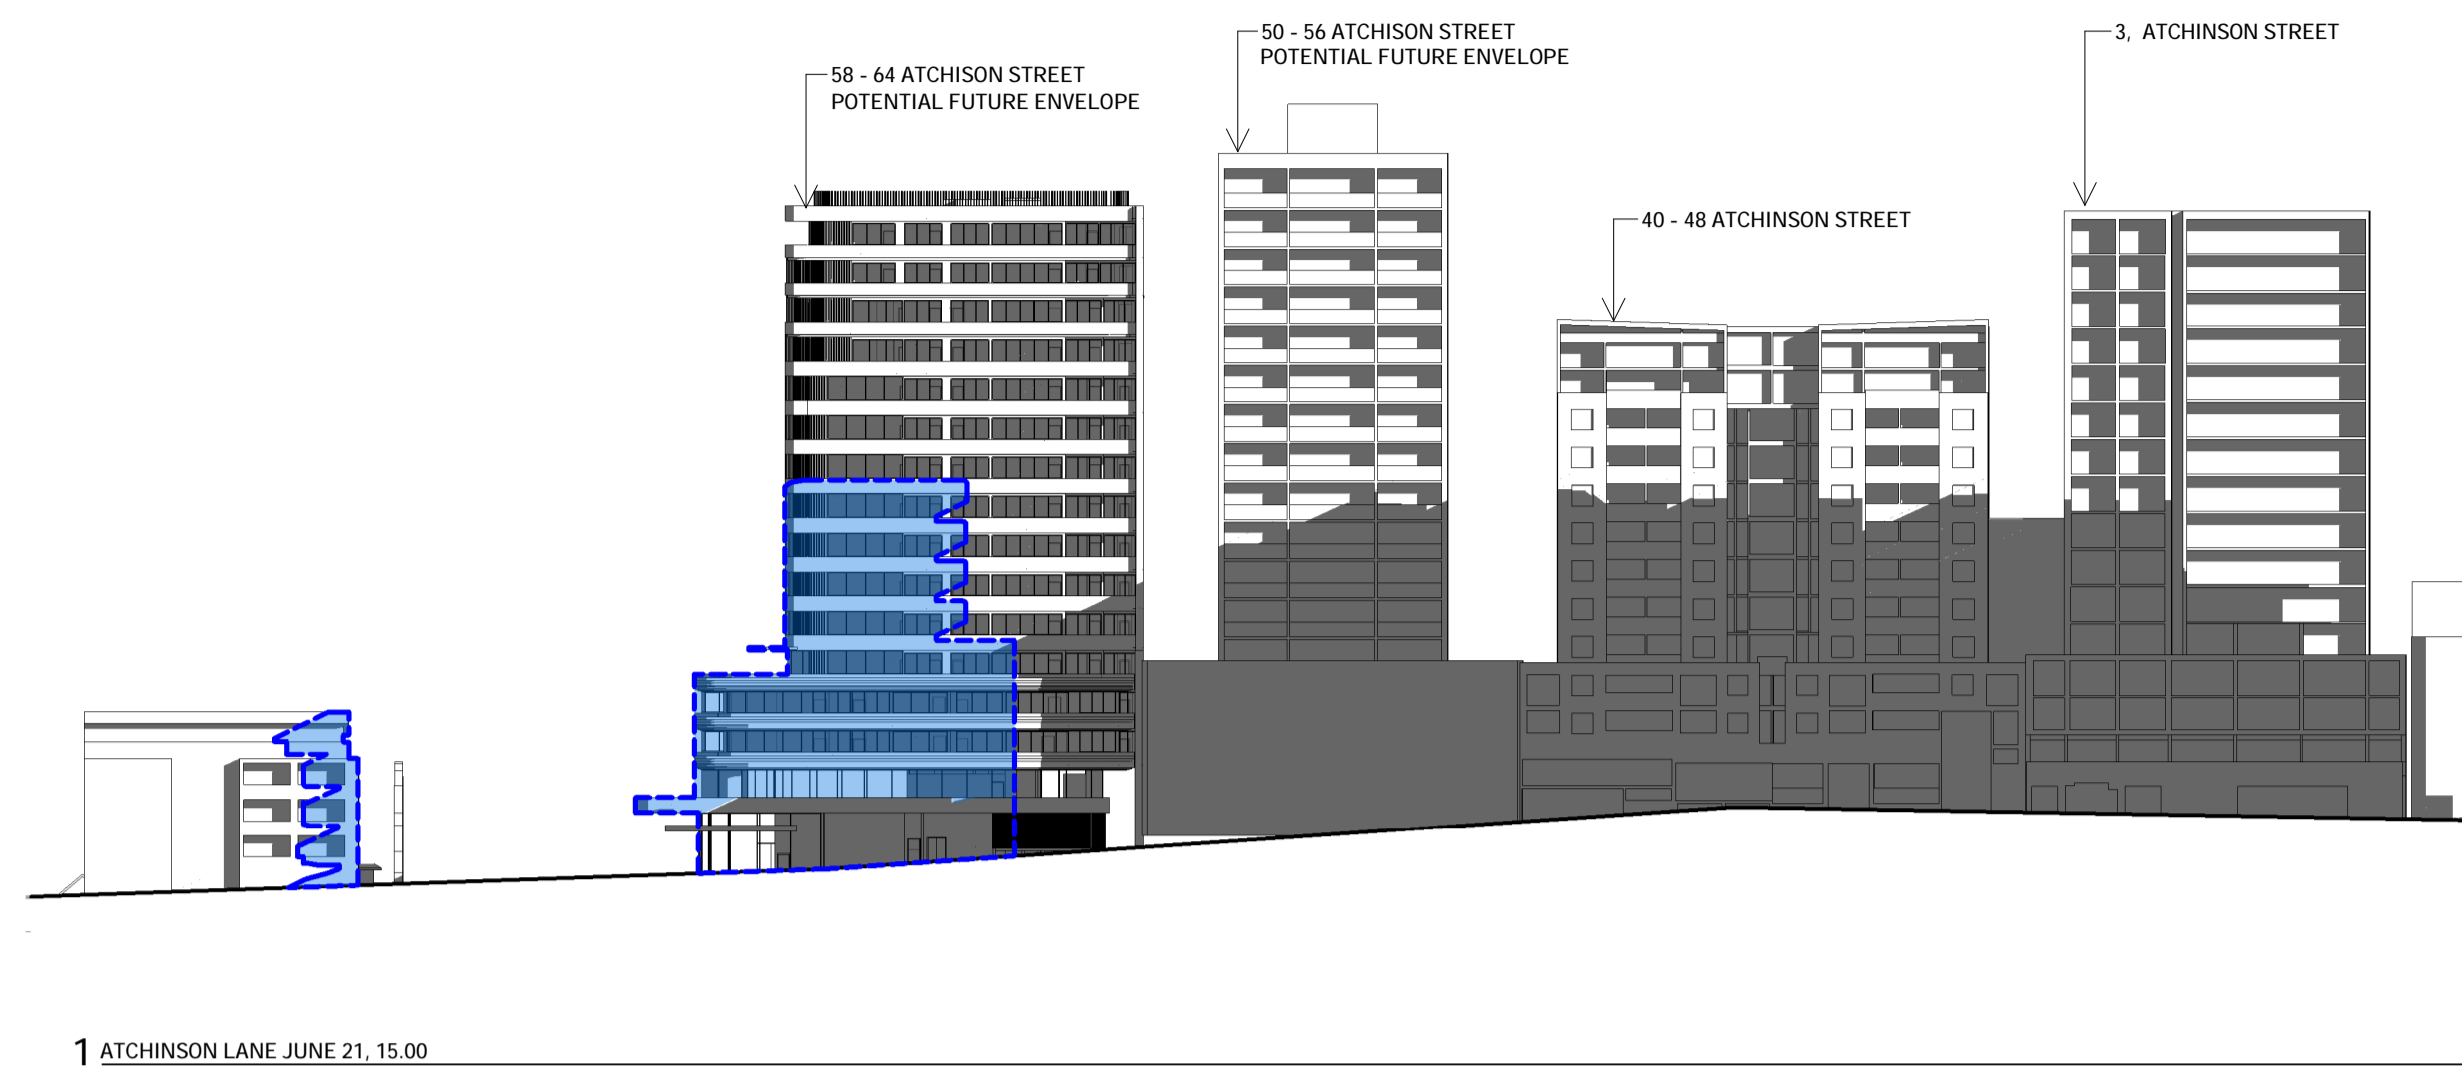 50 - 56 ATCHISON STREET
POTENTIAL FUTURE ENVELOPE
3, ATCHINSON STREET
58 - 64 ATCHISON STREET
POTENTIAL FUTURE ENVELOPE
40 - 48 ATCHINSON STREET
1 ATCHINSON LANE JUNE 21, 15.00